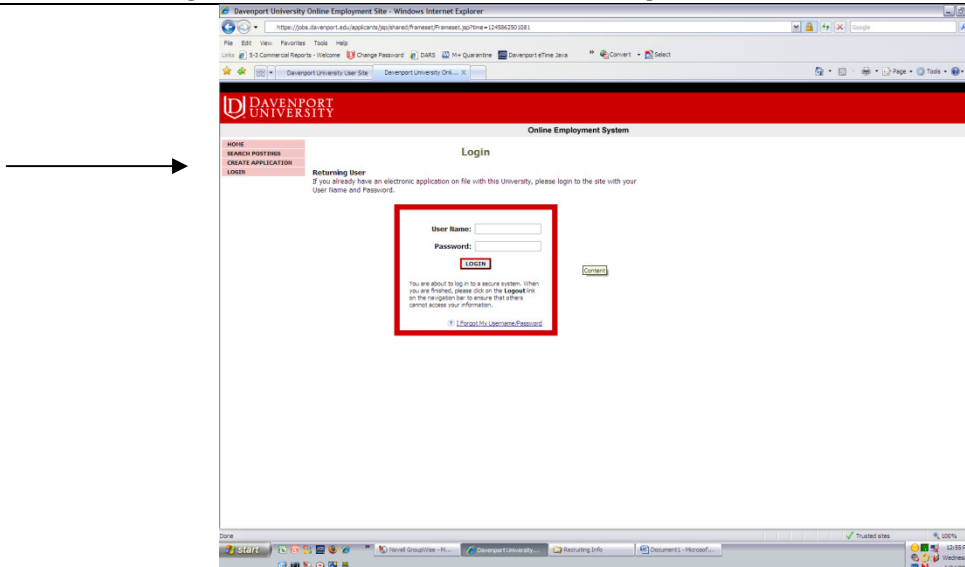 Davenport University Online Employment Site - Windows Internet Explorer
https://jobs.davenport.edu/applicants/jsp/shared/frameset/Frameset.jsp?time=1245862501081
Google
File Edit View Favorites Tools Help
Links 5-3 Commercial Reports - Welcome Change Password DARS M+ Quarantine Davenport eTime Java » Convert Select
Davenport University User Site Davenport University Onl... X
Page Tools
DAVENPORT
UNIVERSITY
Online Employment System
HOME
SEARCH POSTINGS
CREATE APPLICATION
LOGIN
Login
Returning User
If you already have an electronic application on file with this University, please login to the site with your
User Name and Password.
User Name:
Password:
LOGIN
Content
You are about to log in to a secure system. When
you are finished, please click on the Logout link
on the navigation bar to ensure that others
cannot access your information.
I Forgot My Username/Password
Done
Trusted sites
100%
start
Novell GroupWise - M...
Davenport University...
Recruiting Info
Document1 - Microsof...
12:55 P